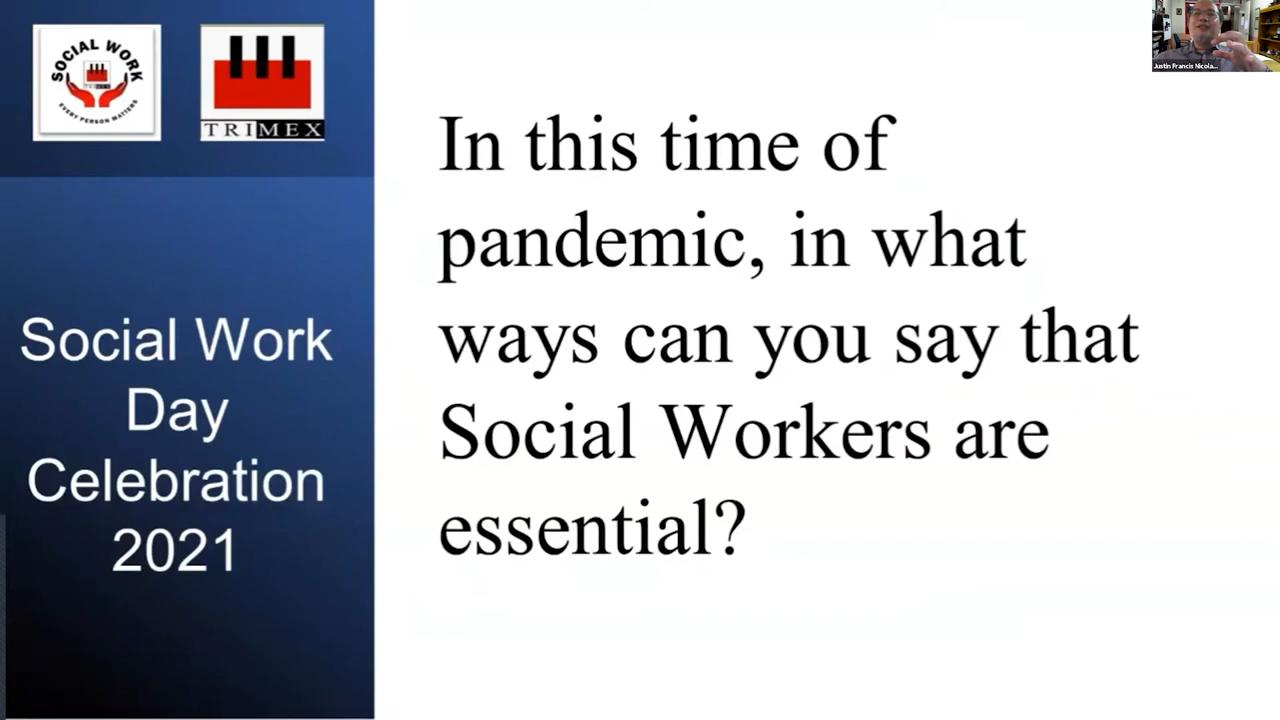 SOCIAL WORK
EVERY PERSON MATTERS
TRIMEX
Social Work
Day
Celebration
2021
In this time of
pandemic, in what
ways can you say that
Social Workers are
essential?
Justin Francis Nicola...